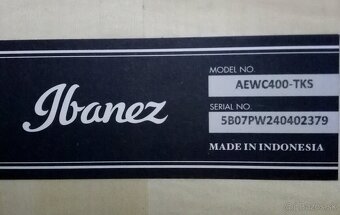 Ibanez
MODEL NO.
AEWC400-TKS
SERIAL NO.
5B07PW240402379
MADE IN INDONESIA